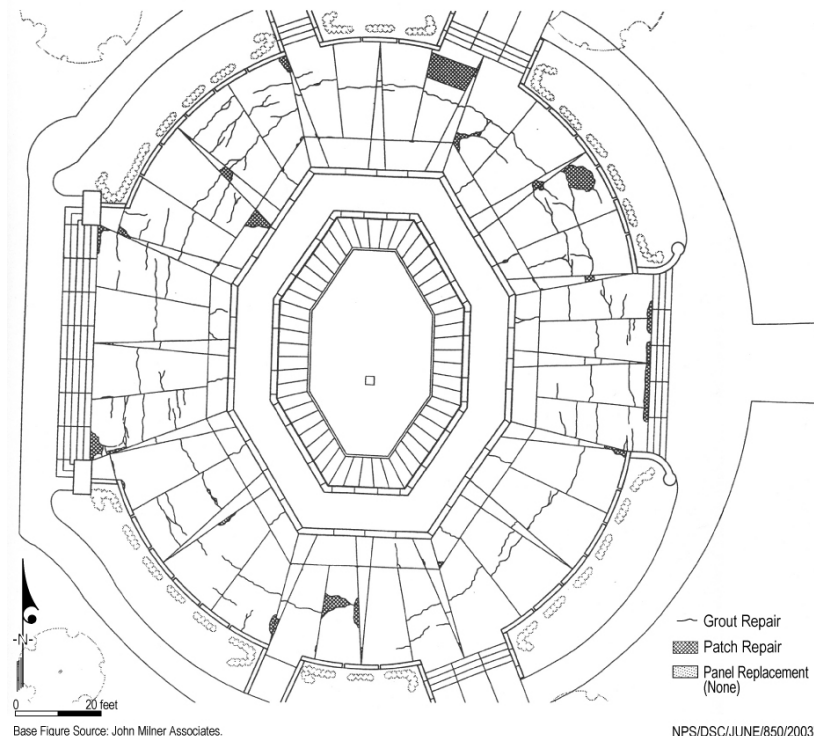 Grout Repair
Patch Repair
Panel Replacement
(None)
-N-
0 20 feet
Base Figure Source: John Milner Associates.
NPS/DSC/JUNE/850/2003